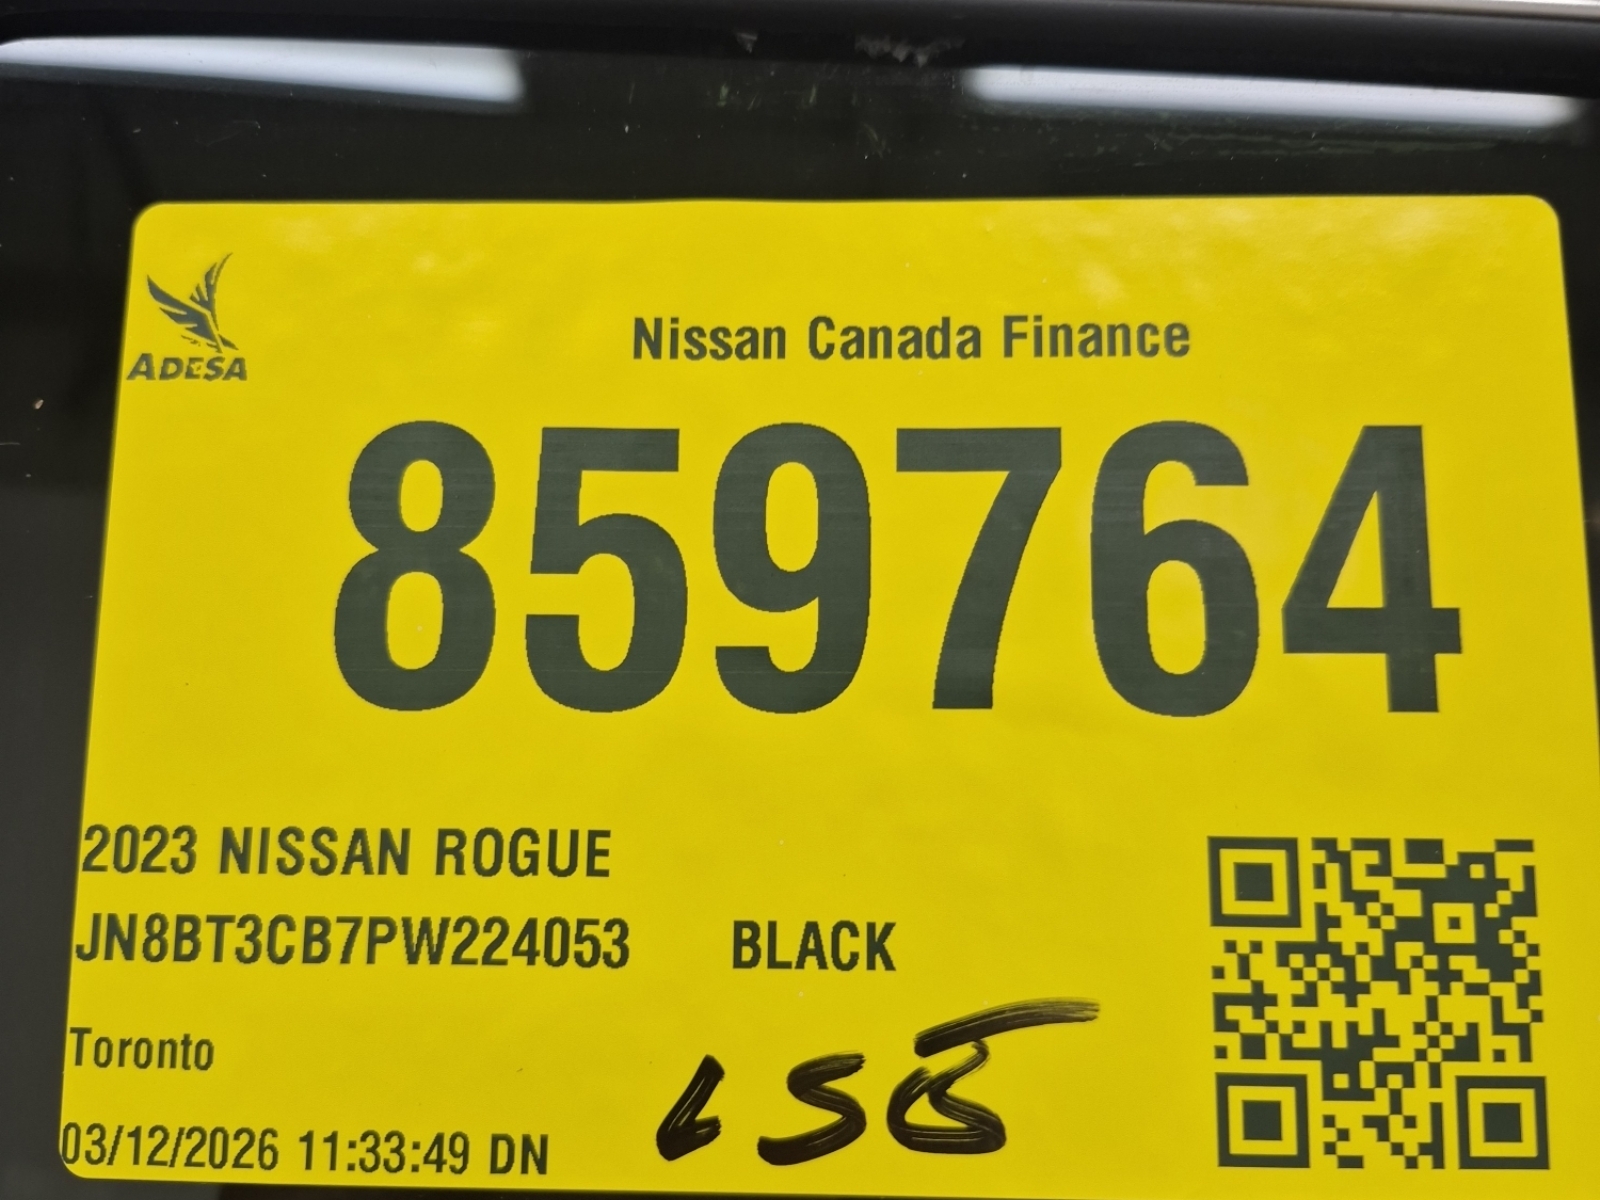 ADESA
Nissan Canada Finance
859764
2023 NISSAN ROGUE
JN8BT3CB7PW224053 BLACK
Toronto
03/12/2026 11:33:49 DN